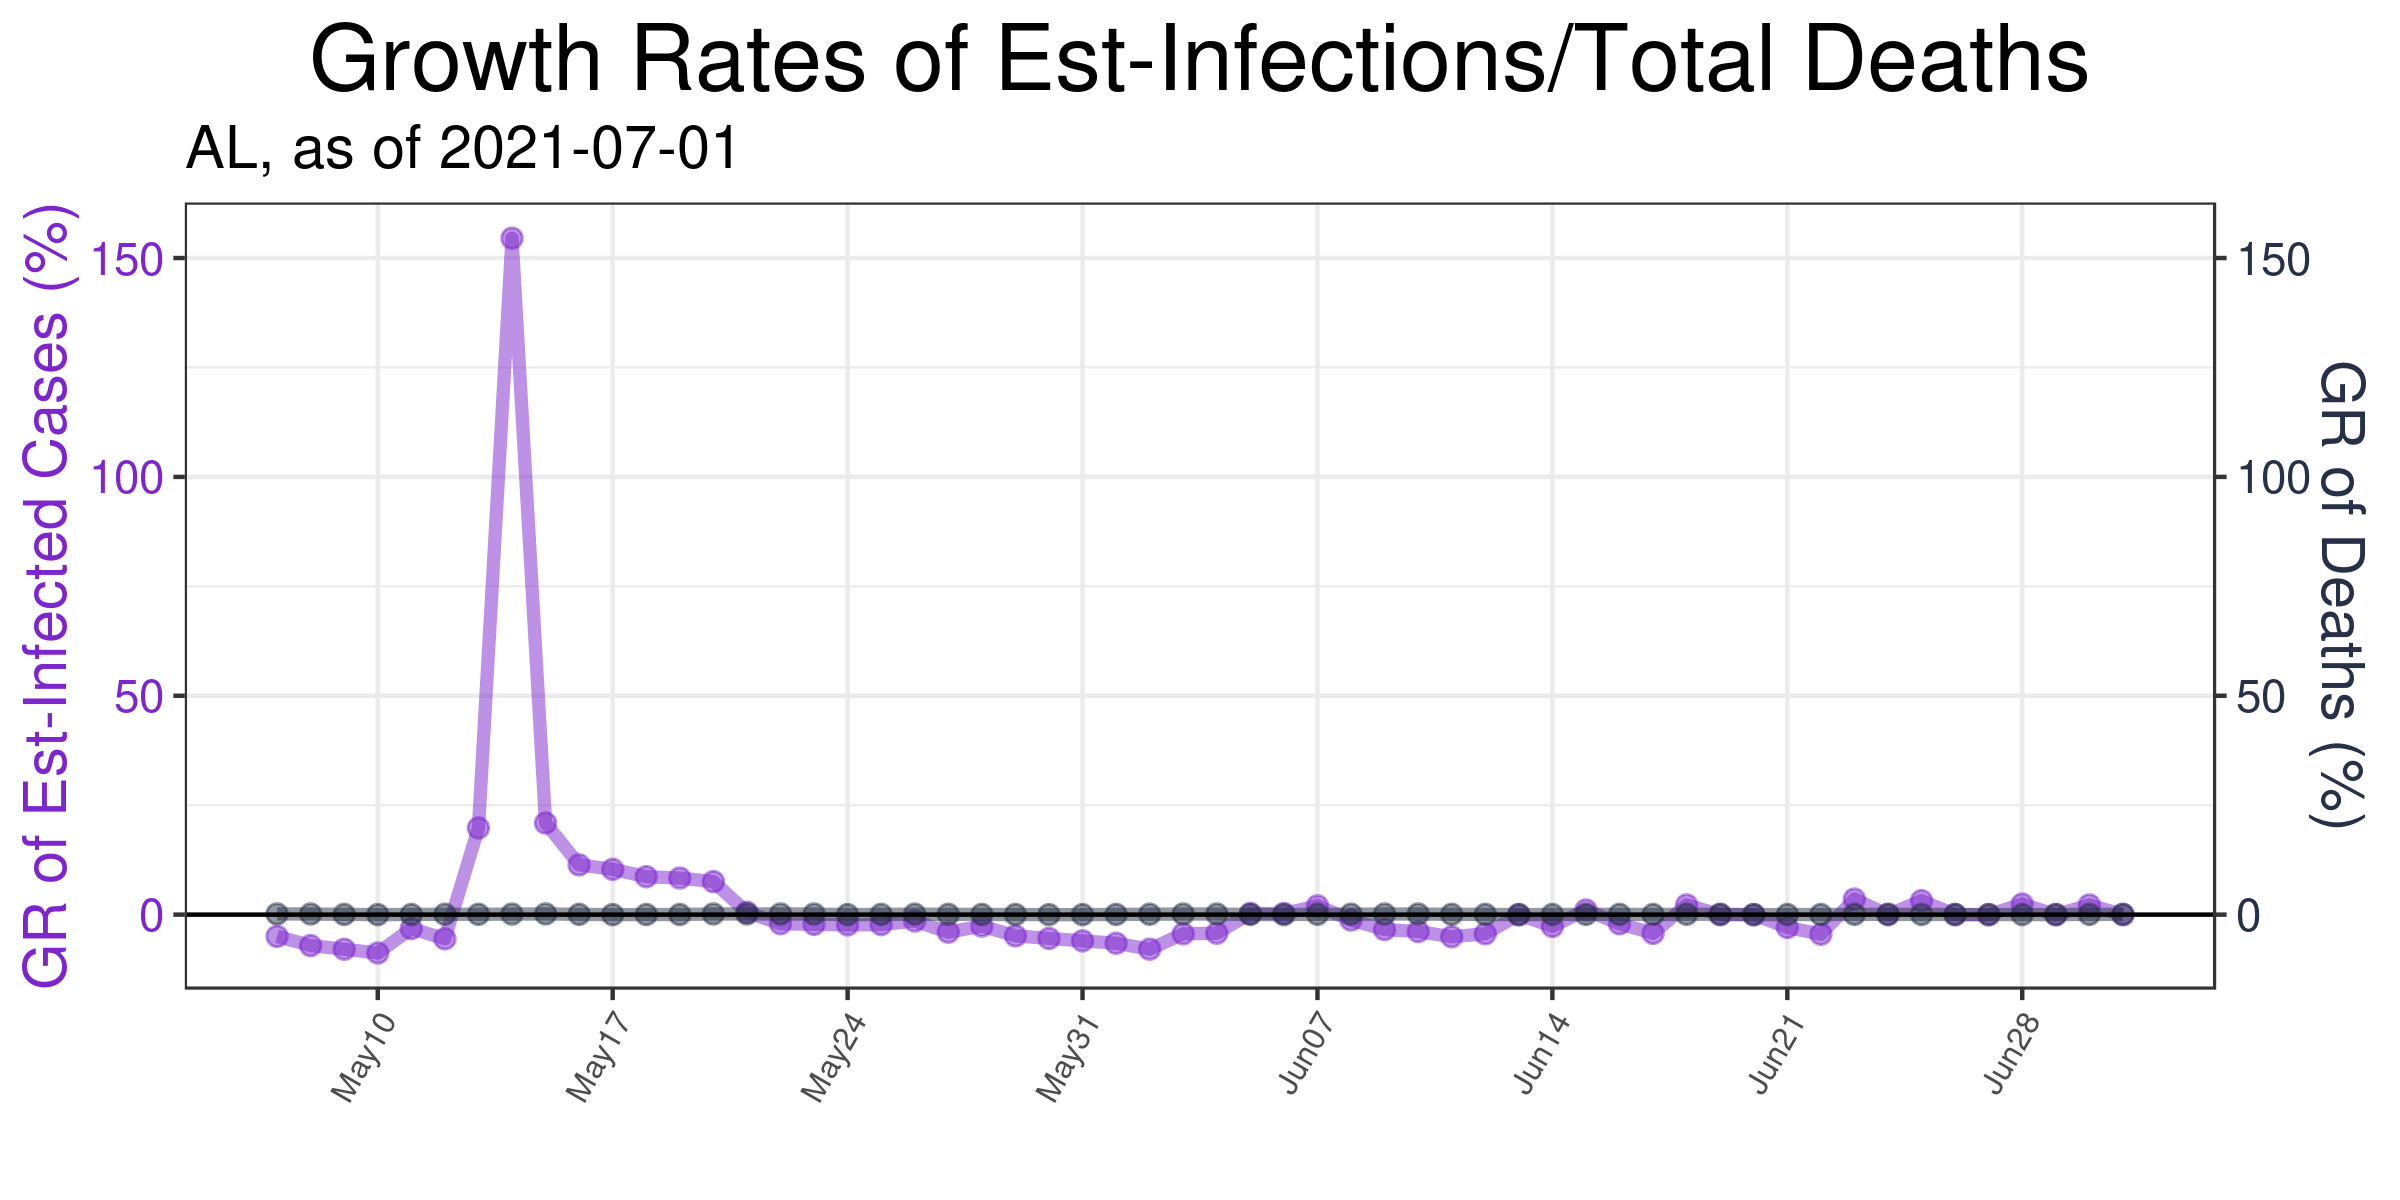 Growth Rates of Est-Infections/Total Deaths
AL, as of 2021-07-01
GR of Est-Infected Cases (%)
150
100
50
0
150
100
50
0
GR of Deaths (%)
May10
May17
May24
May31
Jun07
Jun14
Jun21
Jun28